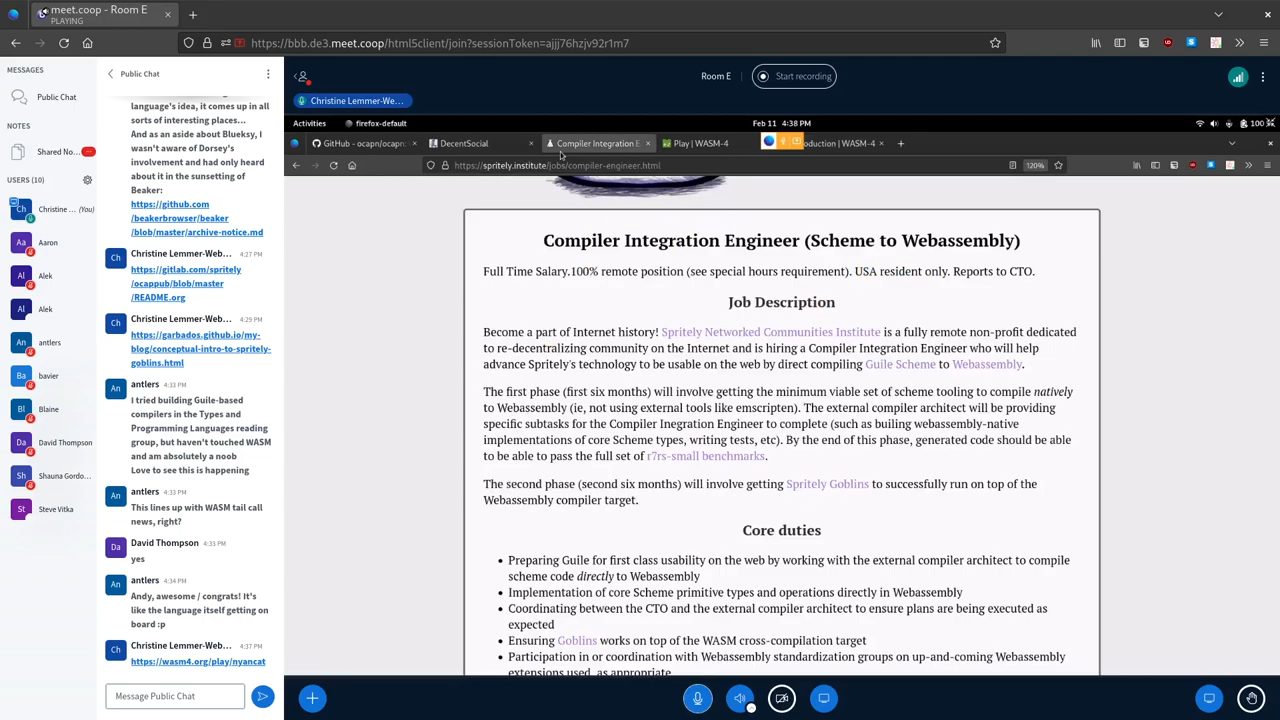 meet.coop - Room E
PLAYING
https://bbb.de3.meet.coop/html5client/join?sessionToken=ajjj76hzjv92r1m7
MESSAGES
Public Chat
NOTES
Shared No...
USERS (10)
Ch
Christine ... (You)
Aa
Aaron
Al
Alek
Al
Alek
An
antlers
Ba
bavier
Bl
Blaine
Da
David Thompson
Sh
Shauna Gordo...
St
Steve Vitka
Public Chat
language's idea, it comes up in all
sorts of interesting places...
And as an aside about Blueksy, I
wasn't aware of Dorsey's
involvement and had only heard
about it in the sunsetting of
Beaker:
https://github.com
/beakerbrowser/beaker
/blob/master/archive-notice.md
Ch
Christine Lemmer-Web... 4:27 PM
https://gitlab.com/spritely
/ocappub/blob/master
/README.org
Ch
Christine Lemmer-Web... 4:29 PM
https://garbados.github.io/my-
blog/conceptual-intro-to-spritely-
goblins.html
An
antlers 4:33 PM
I tried building Guile-based
compilers in the Types and
Programming Languages reading
group, but haven't touched WASM
and am absolutely a noob
Love to see this is happening
An
antlers 4:33 PM
This lines up with WASM tail call
news, right?
Da
David Thompson 4:33 PM
yes
An
antlers 4:34 PM
Andy, awesome / congrats! It's
like the language itself getting on
board :p
Ch
Christine Lemmer-Web... 4:37 PM
https://wasm4.org/play/nyancat
Message Public Chat
Room E
Start recording
Christine Lemmer-We...
Activities
firefox-default
Feb 11 4:38 PM
100
GitHub - ocapn/ocapn:
DecentSocial
Compiler Integration E
Play | WASM-4
oduction | WASM-4
https://spritely.institute/jobs/compiler-engineer.html
120%
Compiler Integration Engineer (Scheme to Webassembly)
Full Time Salary.100% remote position (see special hours requirement). USA resident only. Reports to CTO.
Job Description
Become a part of Internet history! Spritely Networked Communities Institute is a fully remote non-profit dedicated
to re-decentralizing community on the Internet and is hiring a Compiler Integration Engineer who will help
advance Spritely's technology to be usable on the web by direct compiling Guile Scheme to Webassembly.
The first phase (first six months) will involve getting the minimum viable set of scheme tooling to compile natively
to Webassembly (ie, not using external tools like emscripten). The external compiler architect will be providing
specific subtasks for the Compiler Integration Engineer to complete (such as builing webassembly-native
implementations of core Scheme types, writing tests, etc). By the end of this phase, generated code should be able
to be able to pass the full set of r7rs-small benchmarks.
The second phase (second six months) will involve getting Spritely Goblins to successfully run on top of the
Webassembly compiler target.
Core duties
• Preparing Guile for first class usability on the web by working with the external compiler architect to compile
scheme code directly to Webassembly
• Implementation of core Scheme primitive types and operations directly in Webassembly
• Coordinating between the CTO and the external compiler architect to ensure plans are being executed as
expected
• Ensuring Goblins works on top of the WASM cross-compilation target
• Participation in or coordination with Webassembly standardization groups on up-and-coming Webassembly
extensions used, as appropriate